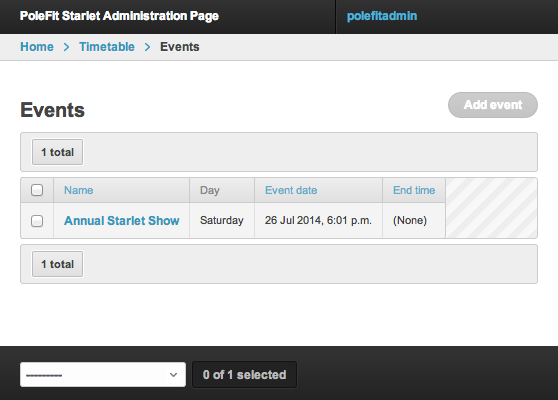 PoleFit Starlet Administration Page polefitadmin
Home > Timetable > Events
Events
Add event
1 total
Name Day Event date End time
Annual Starlet Show Saturday 26 Jul 2014, 6:01 p.m. (None)
1 total
--------- 0 of 1 selected